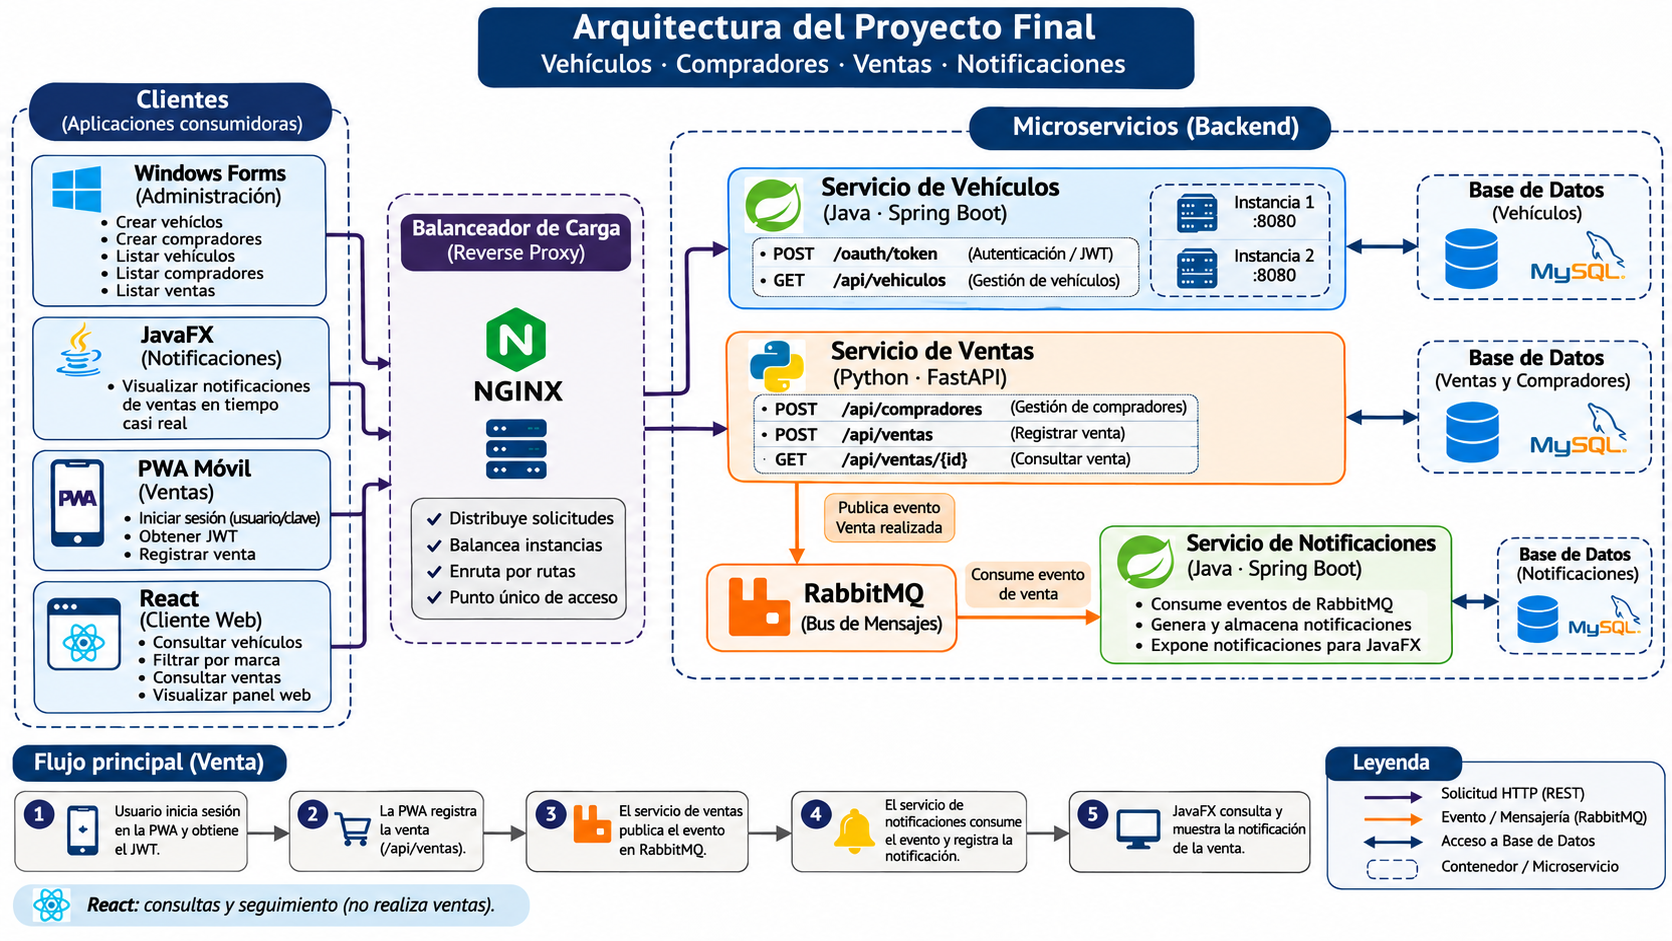 Arquitectura del Proyecto Final
Vehículos · Compradores · Ventas · Notificaciones
Clientes
(Aplicaciones consumidoras)
Windows Forms
(Administración)
• Crear vehíclos
• Crear compradores
• Listar vehículos
• Listar compradores
• Listar ventas
JavaFX
(Notificaciones)
• Visualizar notificaciones
de ventas en tiempo
casi real
PWA
PWA Móvil
(Ventas)
• Iniciar sesión (usuario/clave)
• Obtener JWT
• Registrar venta
React
(Cliente Web)
• Consultar vehículos
• Filtrar por marca
• Consultar ventas
• Visualizar panel web
Balanceador de Carga
(Reverse Proxy)
N
NGINX
✓ Distribuye solicitudes
✓ Balancea instancias
✓ Enruta por rutas
✓ Punto único de acceso
Microservicios (Backend)
Servicio de Vehículos
(Java · Spring Boot)
• POST /oauth/token (Autenticación / JWT)
• GET /api/vehiculos (Gestión de vehículos)
Instancia 1
:8080
Instancia 2
:8080
Base de Datos
(Vehículos)
MySQL
Servicio de Ventas
(Python · FastAPI)
• POST /api/compradores (Gestión de compradores)
• POST /api/ventas (Registrar venta)
· GET /api/ventas/{id} (Consultar venta)
Base de Datos
(Ventas y Compradores)
MySQL
Publica evento
Venta realizada
RabbitMQ
(Bus de Mensajes)
Consume evento
de venta
Servicio de Notificaciones
(Java · Spring Boot)
• Consume eventos de RabbitMQ
• Genera y almacena notificaciones
• Expone notificaciones para JavaFX
Base de Datos
(Notificaciones)
MySQL
Flujo principal (Venta)
1
Usuario inicia sesión
en la PWA y obtiene
el JWT.
2
La PWA registra
la venta
(/api/ventas).
3
El servicio de ventas
publica el evento
en RabbitMQ.
4
El servicio de
notificaciones consume
el evento y registra la
notificación.
5
JavaFX consulta y
muestra la notificación
de la venta.
React: consultas y seguimiento (no realiza ventas).
Leyenda
Solicitud HTTP (REST)
Evento / Mensajería (RabbitMQ)
Acceso a Base de Datos
Contenedor / Microservicio